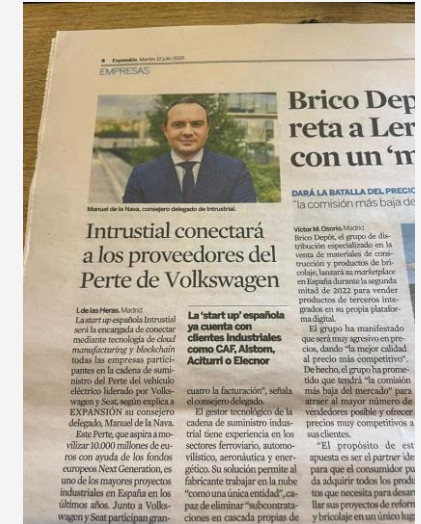 6 Expansión Martes 12 julio 2022
EMPRESAS
Manuel de la Nava, consejero delegado de Intrustial.
Intrustial conectará
a los proveedores del
Perte de Volkswagen
I. de las Heras. Madrid
La start up española Intrustial
será la encargada de conectar
mediante tecnología de cloud
manufacturing y blockchain
todas las empresas partici-
pantes en la cadena de sumi-
nistro del Perte del vehículo
eléctrico liderado por Volks-
wagen y Seat, según explica a
EXPANSIÓN su consejero
delegado, Manuel de la Nava.
Este Perte, que aspira a mo-
vilizar 10.000 millones de eu-
ros con ayuda de los fondos
europeos Next Generation, es
uno de los mayores proyectos
industriales en España en los
últimos años. Junto a Volks-
wagen y Seat participan gran-
La 'start up' española
ya cuenta con
clientes industriales
como CAF, Alstom,
Aciturri o Elecnor
cuatro la facturación", señala
el consejero delegado.
El gestor tecnológico de la
cadena de suministro indus-
trial tiene experiencia en los
sectores ferroviario, automo-
vilístico, aeronáutica y ener-
gético. Su solución permite al
fabricante trabajar en la nube
"como una única entidad", ca-
paz de eliminar "subcontrata-
ciones en cascada propias de
Brico Dep
reta a Ler
con un 'm
DARÁ LA BATALLA DEL PRECIO
"la comisión más baja de
Víctor M. Osorio. Madrid
Brico Depôt, el grupo de dis-
tribución especializado en la
venta de materiales de cons-
trucción y productos de bri-
colaje, lanzará su marketplace
en España durante la segunda
mitad de 2022 para vender
productos de terceros inte-
grados en su propia platafor-
ma digital.
El grupo ha manifestado
que será muy agresivo en pre-
cios, dando "la mejor calidad
al precio más competitivo".
De hecho, el grupo ha prome-
tido que tendrá "la comisión
más baja del mercado" para
atraer al mayor número de
vendedores posible y ofrecer
precios muy competitivos a
sus clientes.
"El propósito de est
apuesta es ser el partner ide
para que el consumidor pu
da adquirir todos los produ
tos que necesita para desar
llar sus proyectos de reform
y bricolaje en un único lug